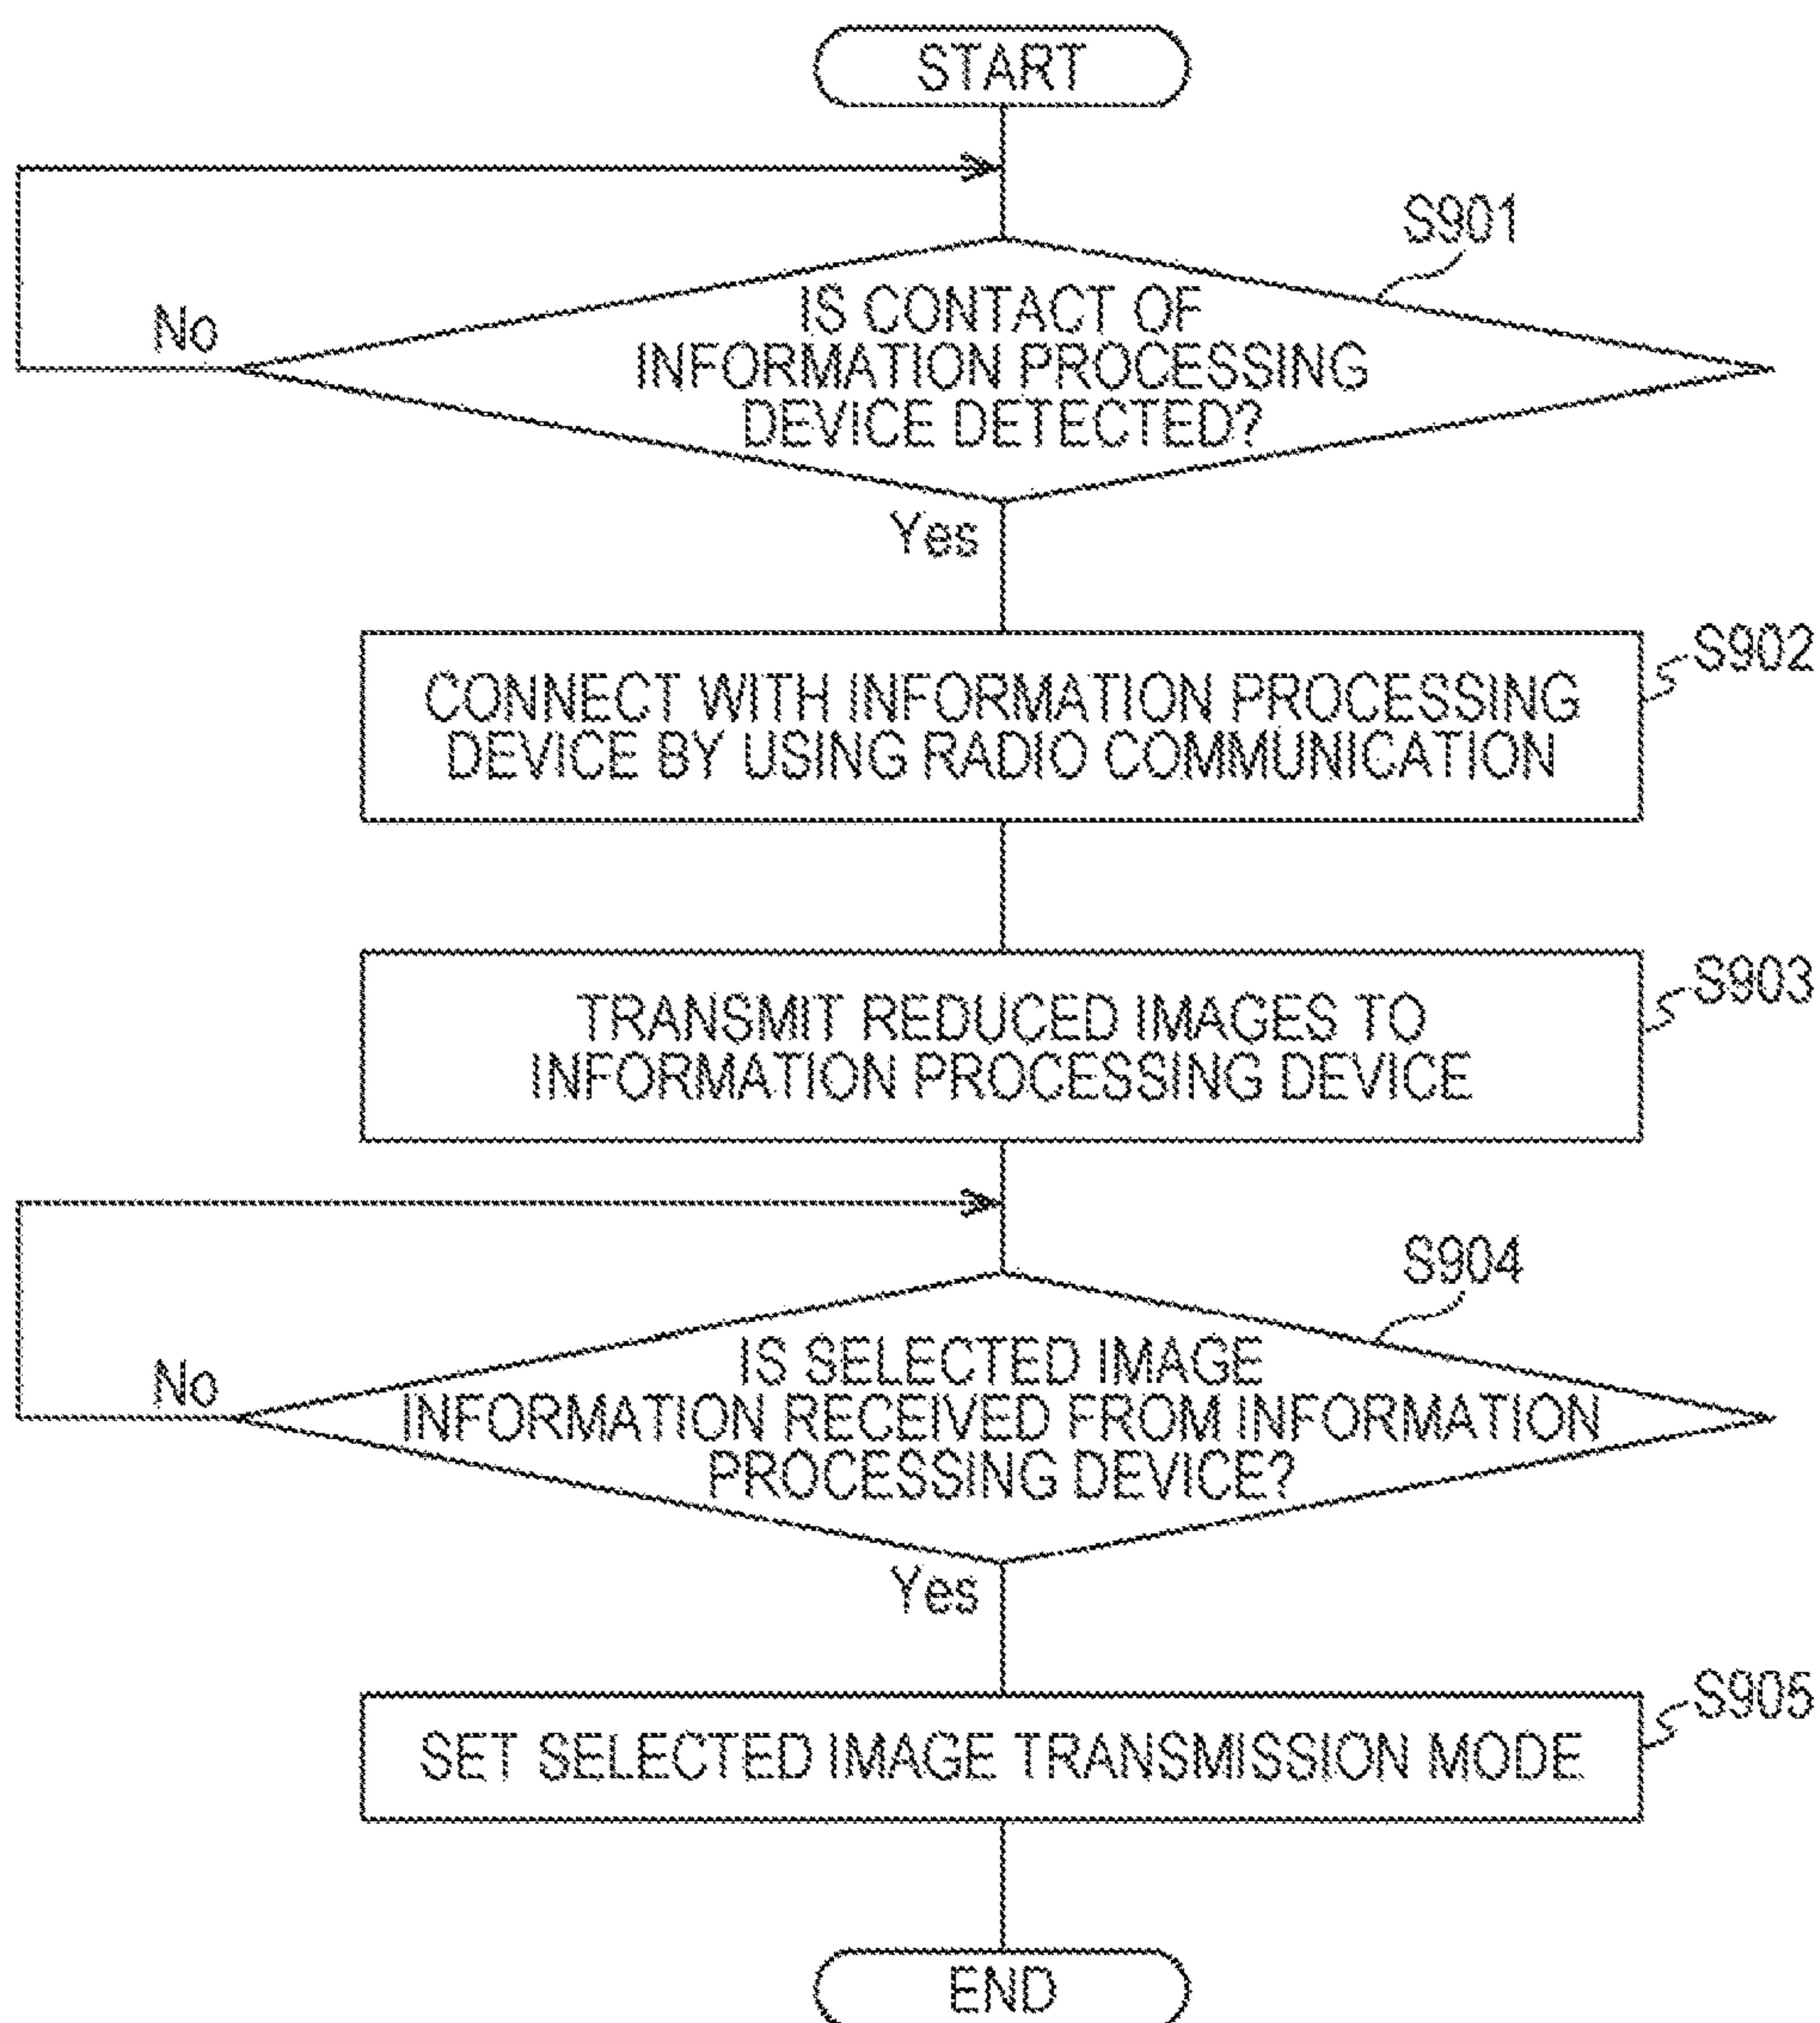 START
S901
IS CONTACT OF
INFORMATION PROCESSING
DEVICE DETECTED?
No
Yes
S902
CONNECT WITH INFORMATION PROCESSING
DEVICE BY USING RADIO COMMUNICATION
S903
TRANSMIT REDUCED IMAGES TO
INFORMATION PROCESSING DEVICE
S904
IS SELECTED IMAGE
INFORMATION RECEIVED FROM INFORMATION
PROCESSING DEVICE?
No
Yes
S905
SET SELECTED IMAGE TRANSMISSION MODE
END